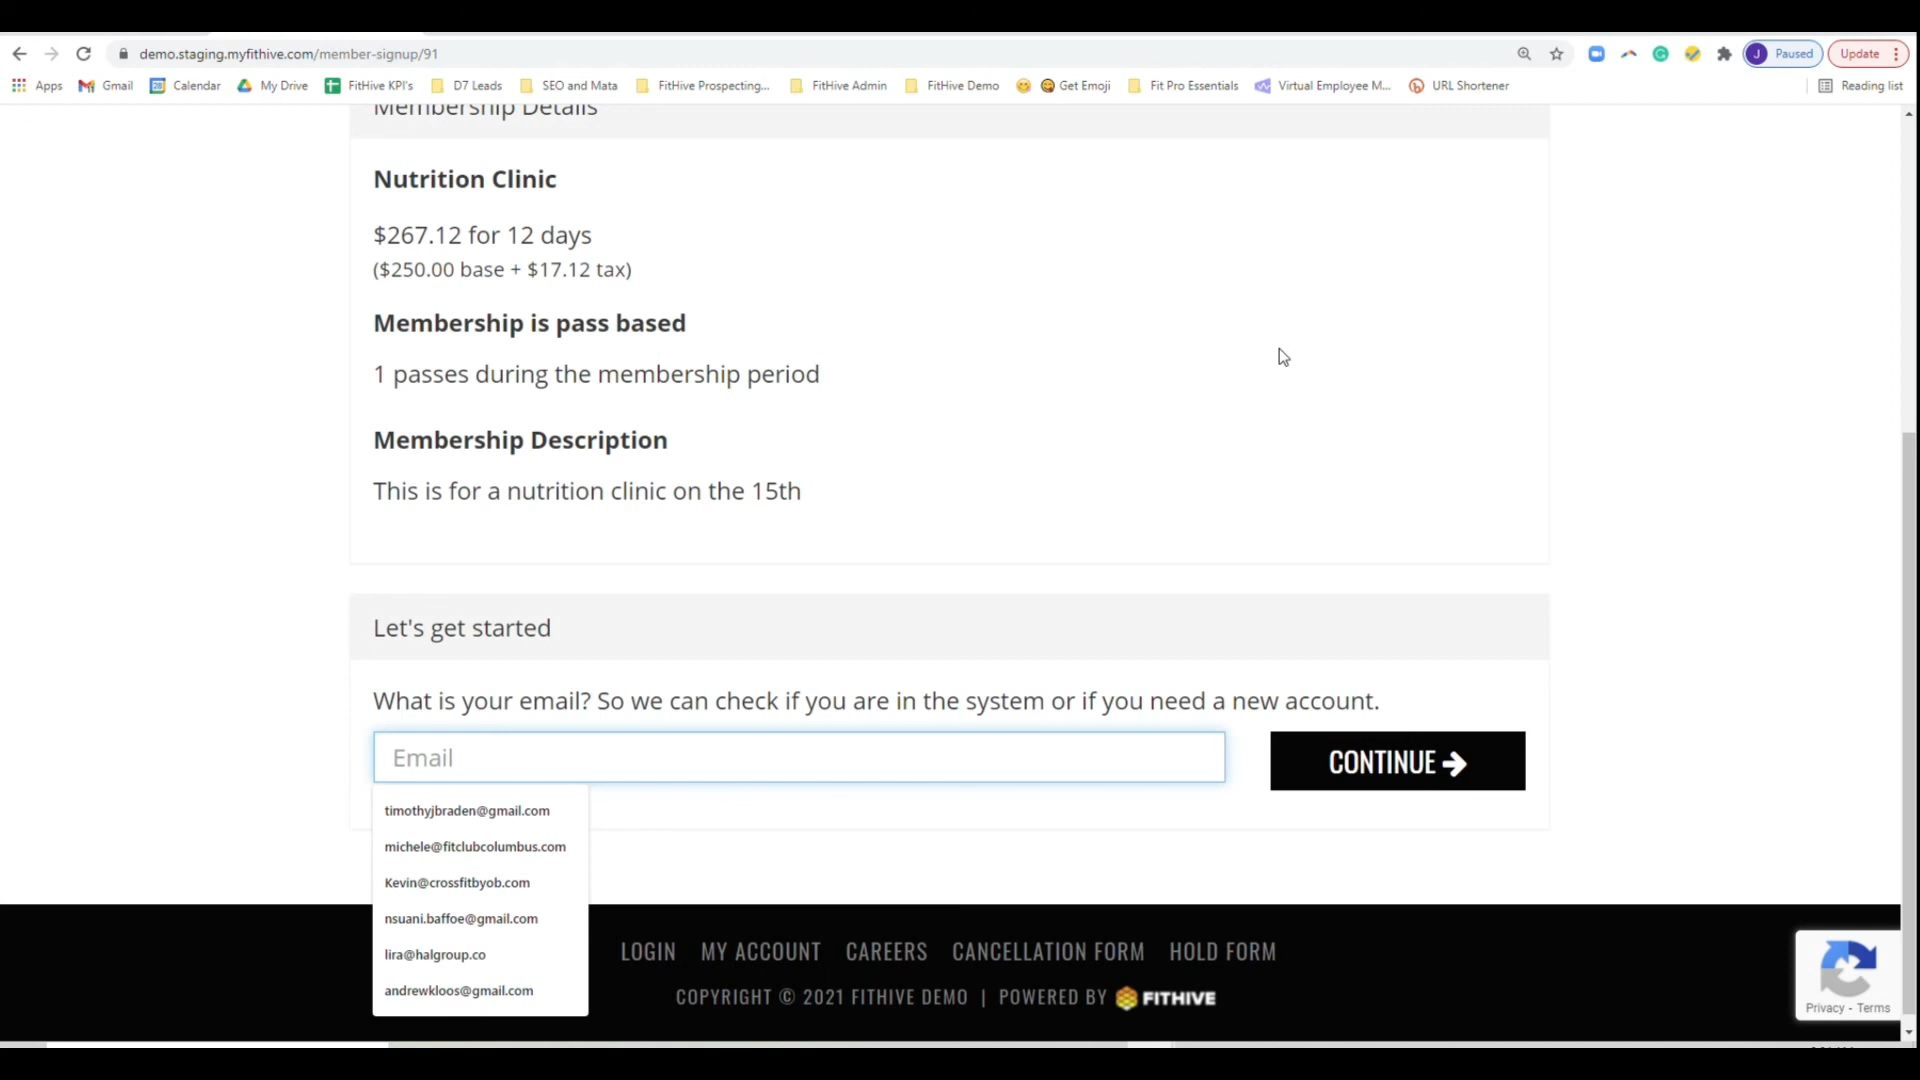 demo.staging.myfithive.com/member-signup/91
J Paused
Update
Apps
Gmail
Calendar
My Drive
FitHive KPI's
D7 Leads
SEO and Mata
FitHive Prospecting...
FitHive Admin
FitHive Demo
Get Emoji
Fit Pro Essentials
Virtual Employee M...
URL Shortener
Reading list
Membership Details
Nutrition Clinic
$267.12 for 12 days
($250.00 base + $17.12 tax)
Membership is pass based
1 passes during the membership period
Membership Description
This is for a nutrition clinic on the 15th
Let's get started
What is your email? So we can check if you are in the system or if you need a new account.
Email
CONTINUE
timothyjbraden@gmail.com
michele@fitclubcolumbus.com
Kevin@crossfitbyob.com
nsuani.baffoe@gmail.com
lira@halgroup.co
andrewkloos@gmail.com
LOGIN MY ACCOUNT CAREERS CANCELLATION FORM HOLD FORM
COPYRIGHT © 2021 FITHIVE DEMO | POWERED BY FITHIVE
Privacy - Terms